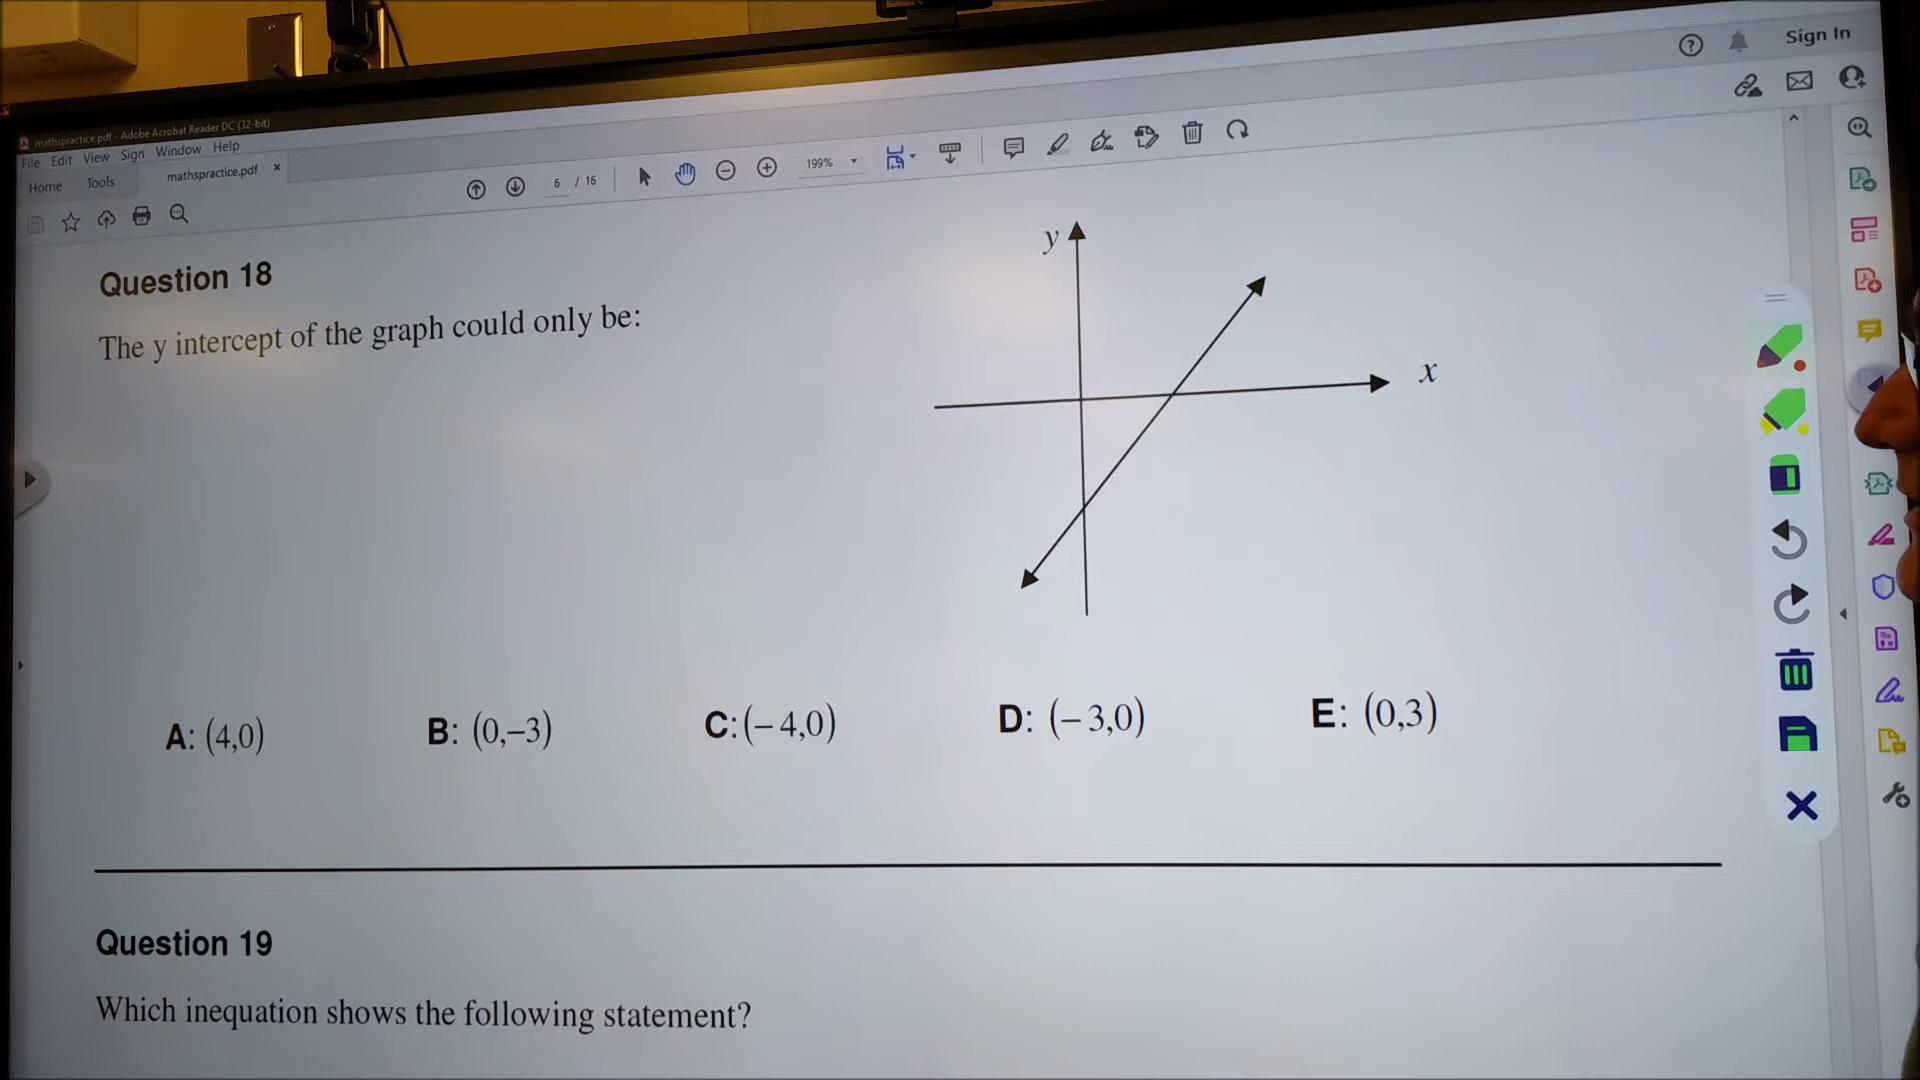 Sign In
mathspractice.pdf - Adobe Acrobat Reader DC (32-bit)
File Edit View Sign Window Help
Home Tools mathspractice.pdf ×
6 / 16 199%
Question 18
The y intercept of the graph could only be:
y
x
A: (4,0) B: (0,–3) C:(– 4,0) D: (– 3,0) E: (0,3)
Question 19
Which inequation shows the following statement?